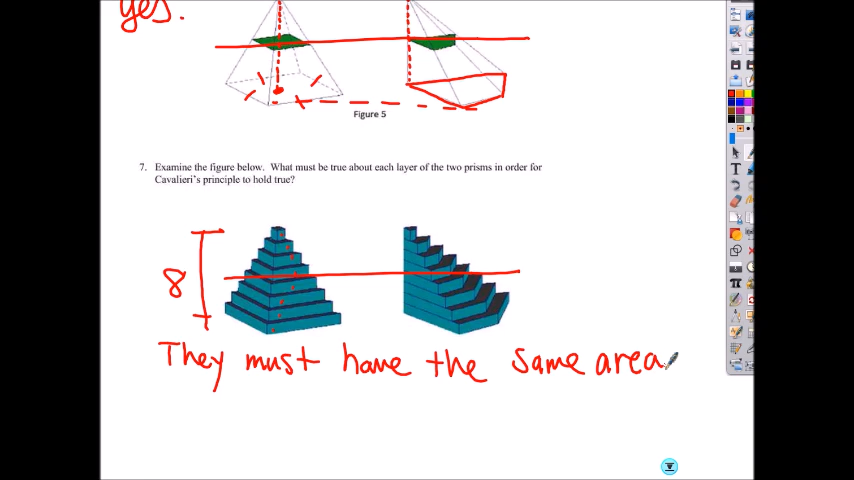 yes.
Figure 5
7. Examine the figure below. What must be true about each layer of the two prisms in order for
Cavalieri's principle to hold true?
8
They must have the same area